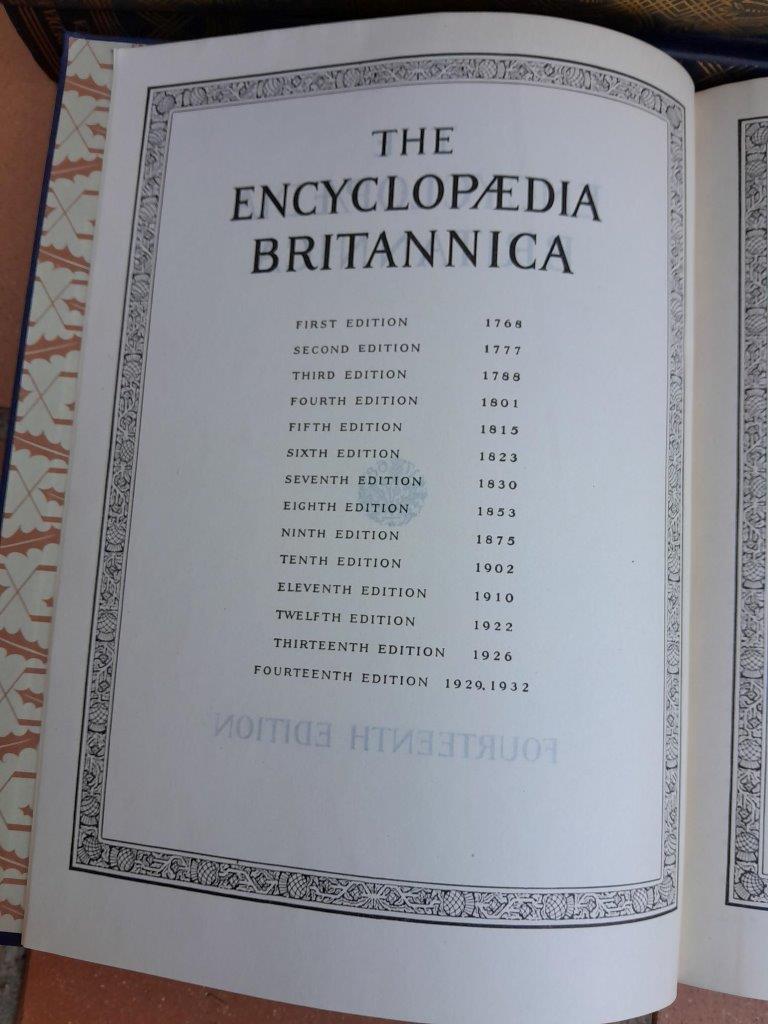 THE
ENCYCLOPÆDIA
BRITANNICA
FIRST EDITION 1768
SECOND EDITION 1777
THIRD EDITION 1788
FOURTH EDITION 1801
FIFTH EDITION 1815
SIXTH EDITION 1823
SEVENTH EDITION 1830
EIGHTH EDITION 1853
NINTH EDITION 1875
TENTH EDITION 1902
ELEVENTH EDITION 1910
TWELFTH EDITION 1922
THIRTEENTH EDITION 1926
FOURTEENTH EDITION 1929, 1932
FOURTEENTH EDITION